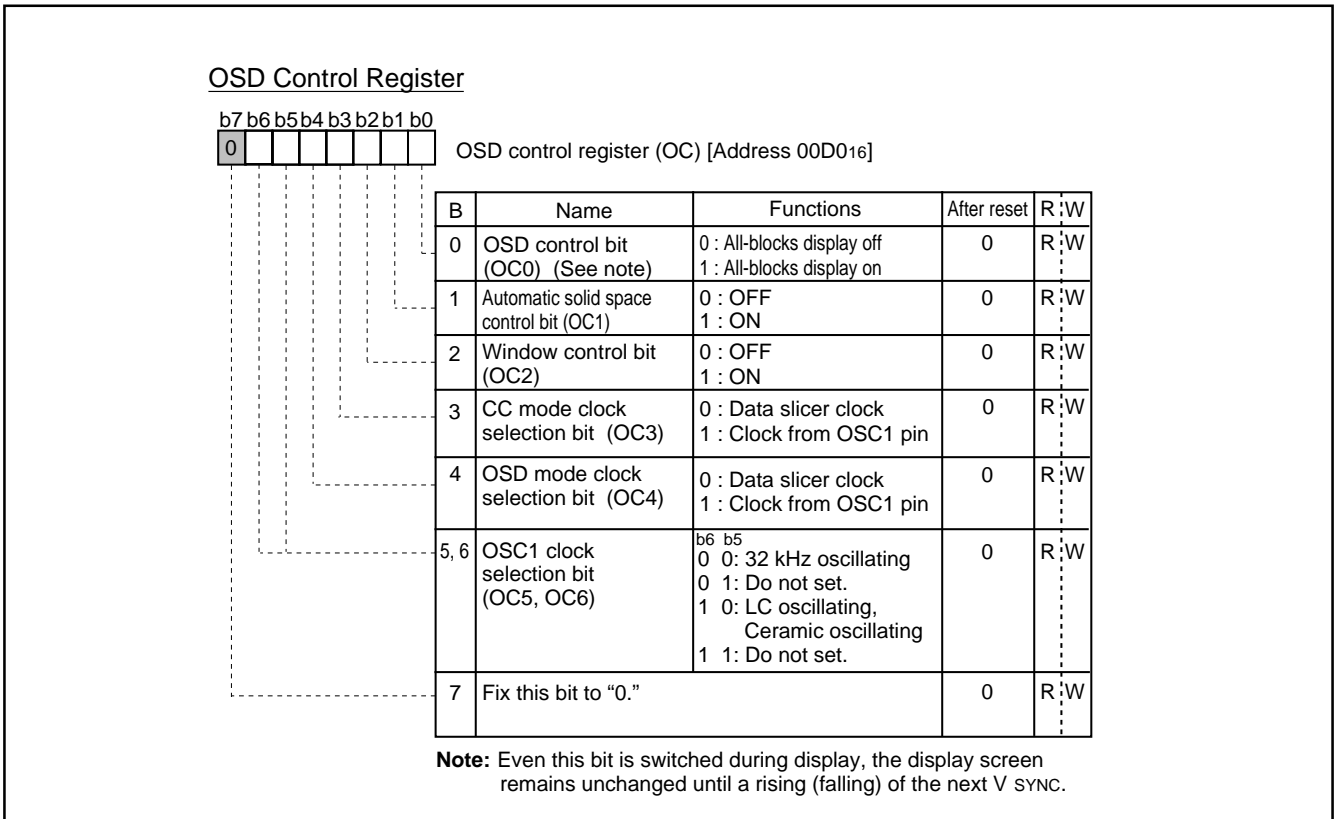 OSD Control Register
b7 b6 b5 b4 b3 b2 b1 b0
0
OSD control register (OC) [Address 00D016]
B Name Functions After reset R W
0 OSD control bit (OC0) (See note) 0 : All-blocks display off 0 R W
1 : All-blocks display on
1 Automatic solid space control bit (OC1) 0 : OFF 0 R W
1 : ON
2 Window control bit (OC2) 0 : OFF 0 R W
1 : ON
3 CC mode clock selection bit (OC3) 0 : Data slicer clock 0 R W
1 : Clock from OSC1 pin
4 OSD mode clock selection bit (OC4) 0 : Data slicer clock 0 R W
1 : Clock from OSC1 pin
5, 6 OSC1 clock selection bit (OC5, OC6) b6 b5 0 R W
0 0: 32 kHz oscillating
0 1: Do not set.
1 0: LC oscillating,
Ceramic oscillating
1 1: Do not set.
7 Fix this bit to “0.” 0 R W
Note: Even this bit is switched during display, the display screen
remains unchanged until a rising (falling) of the next V SYNC.